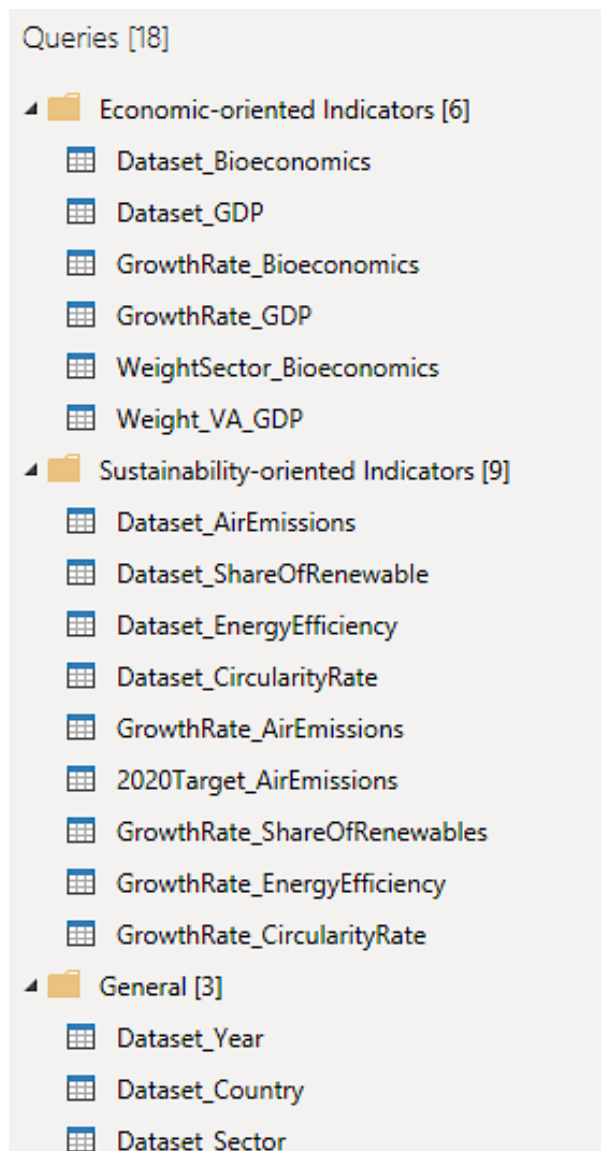 Queries [18]
Economic-oriented Indicators [6]
Dataset_Bioeconomics
Dataset_GDP
GrowthRate_Bioeconomics
GrowthRate_GDP
WeightSector_Bioeconomics
Weight_VA_GDP
Sustainability-oriented Indicators [9]
Dataset_AirEmissions
Dataset_ShareOfRenewable
Dataset_EnergyEfficiency
Dataset_CircularityRate
GrowthRate_AirEmissions
2020Target_AirEmissions
GrowthRate_ShareOfRenewables
GrowthRate_EnergyEfficiency
GrowthRate_CircularityRate
General [3]
Dataset_Year
Dataset_Country
Dataset_Sector